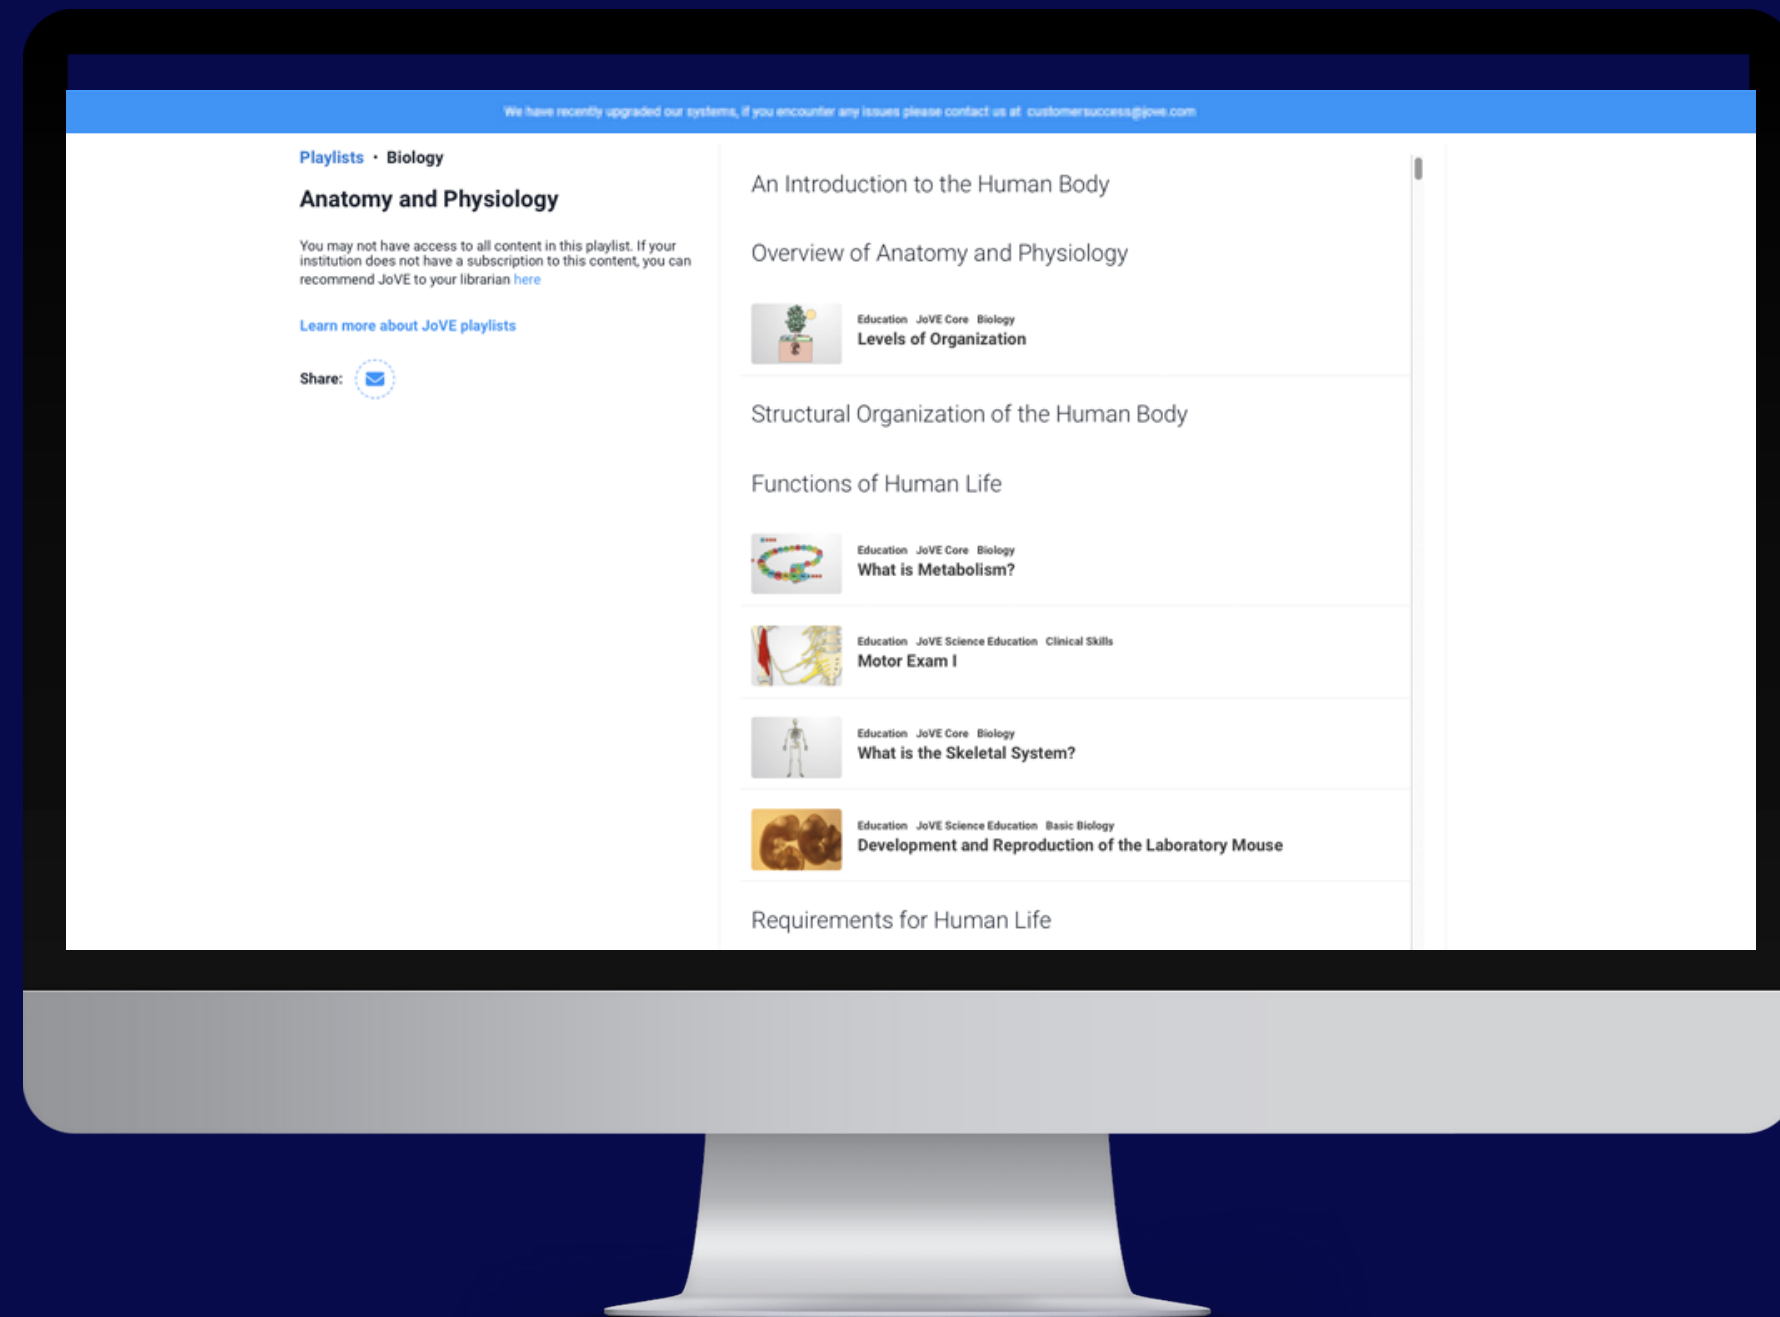 We have recently upgraded our systems, if you encounter any issues please contact us at customersuccess@jove.com
Playlists • Biology
Anatomy and Physiology
You may not have access to all content in this playlist. If your
institution does not have a subscription to this content, you can
recommend JoVE to your librarian here
Learn more about JoVE playlists
Share:
An Introduction to the Human Body
Overview of Anatomy and Physiology
Education JoVE Core Biology
Levels of Organization
Structural Organization of the Human Body
Functions of Human Life
Education JoVE Core Biology
What is Metabolism?
Education JoVE Science Education Clinical Skills
Motor Exam I
Education JoVE Core Biology
What is the Skeletal System?
Education JoVE Science Education Basic Biology
Development and Reproduction of the Laboratory Mouse
Requirements for Human Life